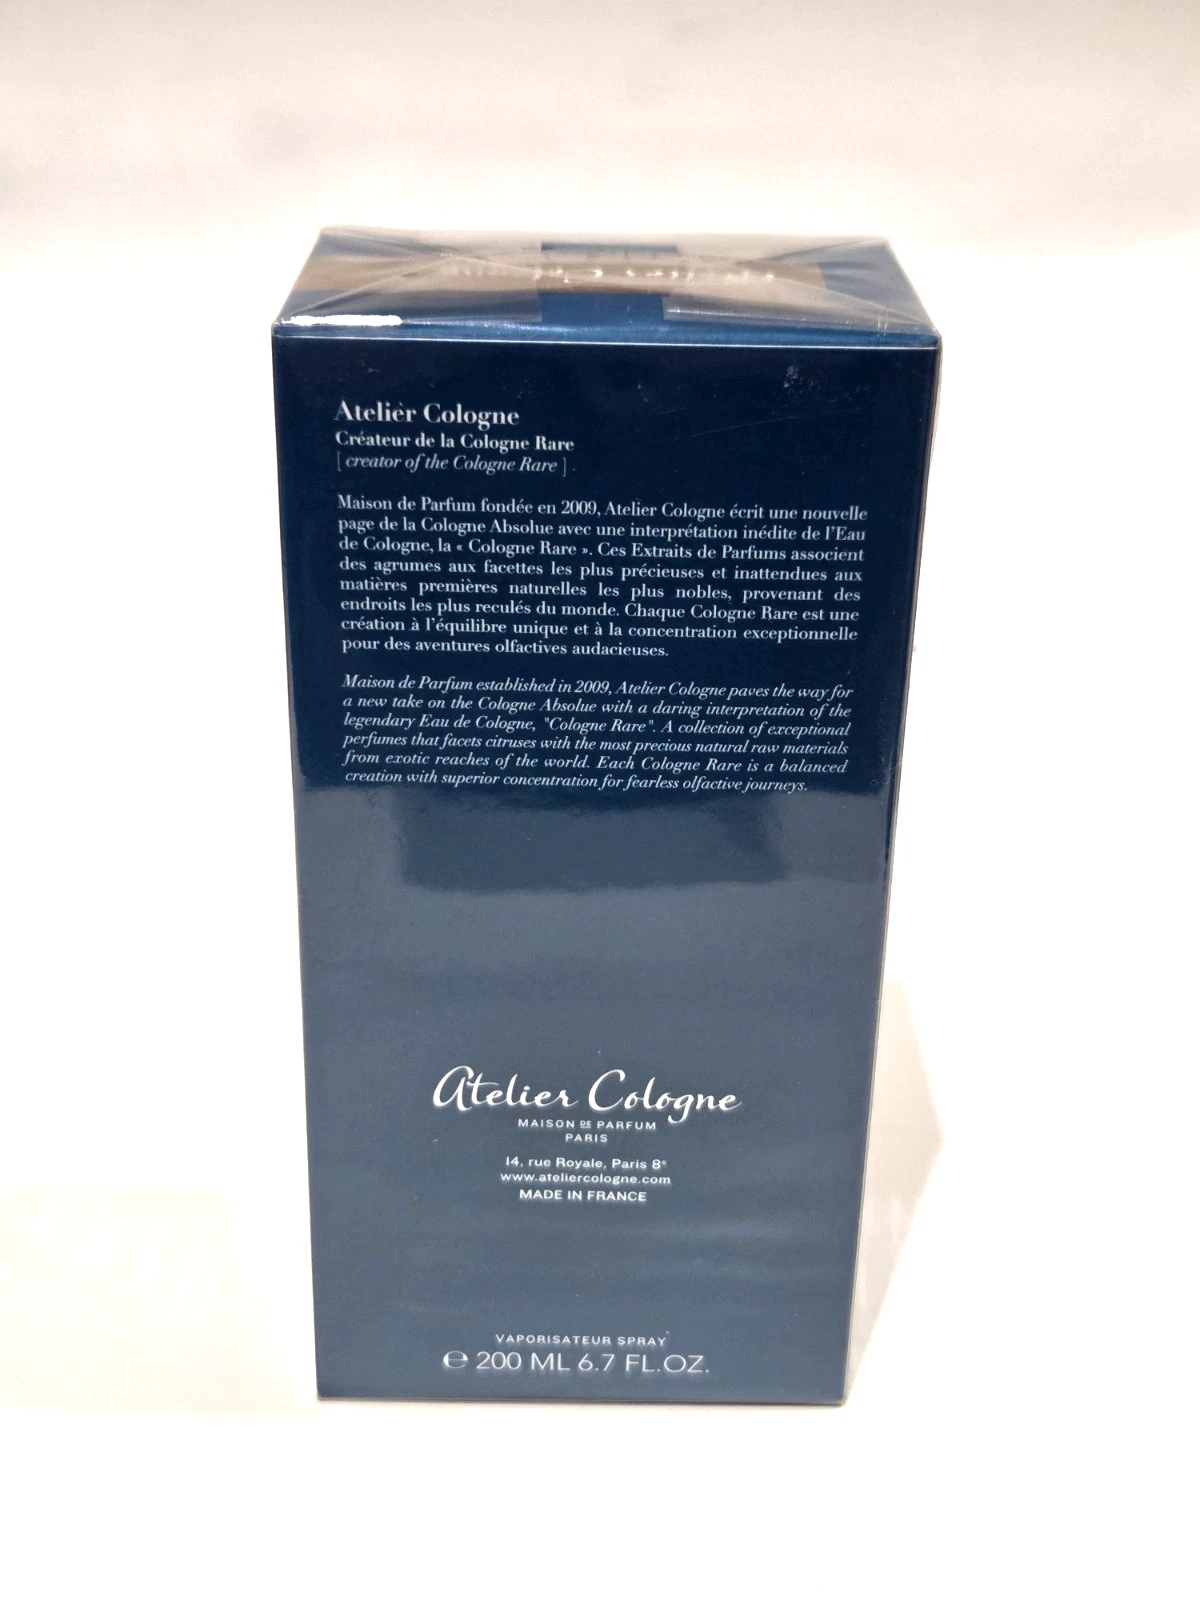 Atelier Cologne
Créateur de la Cologne Rare
[ creator of the Cologne Rare ]
Maison de Parfum fondée en 2009, Atelier Cologne écrit une nouvelle
page de la Cologne Absolue avec une interprétation inédite de l'Eau
de Cologne, la « Cologne Rare ». Ces Extraits de Parfums associent
des agrumes aux facettes les plus précieuses et inattendues aux
matières premières naturelles les plus nobles, provenant des
endroits les plus reculés du monde. Chaque Cologne Rare est une
création à l'équilibre unique et à la concentration exceptionnelle
pour des aventures olfactives audacieuses.
Maison de Parfum established in 2009, Atelier Cologne paves the way for
a new take on the Cologne Absolue with a daring interpretation of the
legendary Eau de Cologne, "Cologne Rare". A collection of exceptional
perfumes that facets citruses with the most precious natural raw materials
from exotic reaches of the world. Each Cologne Rare is a balanced
creation with superior concentration for fearless olfactive journeys.
Atelier Cologne
MAISON DE PARFUM
PARIS
14, rue Royale, Paris 8e
www.ateliercologne.com
MADE IN FRANCE
VAPORISATEUR SPRAY
℮ 200 ML 6.7 FL.OZ.